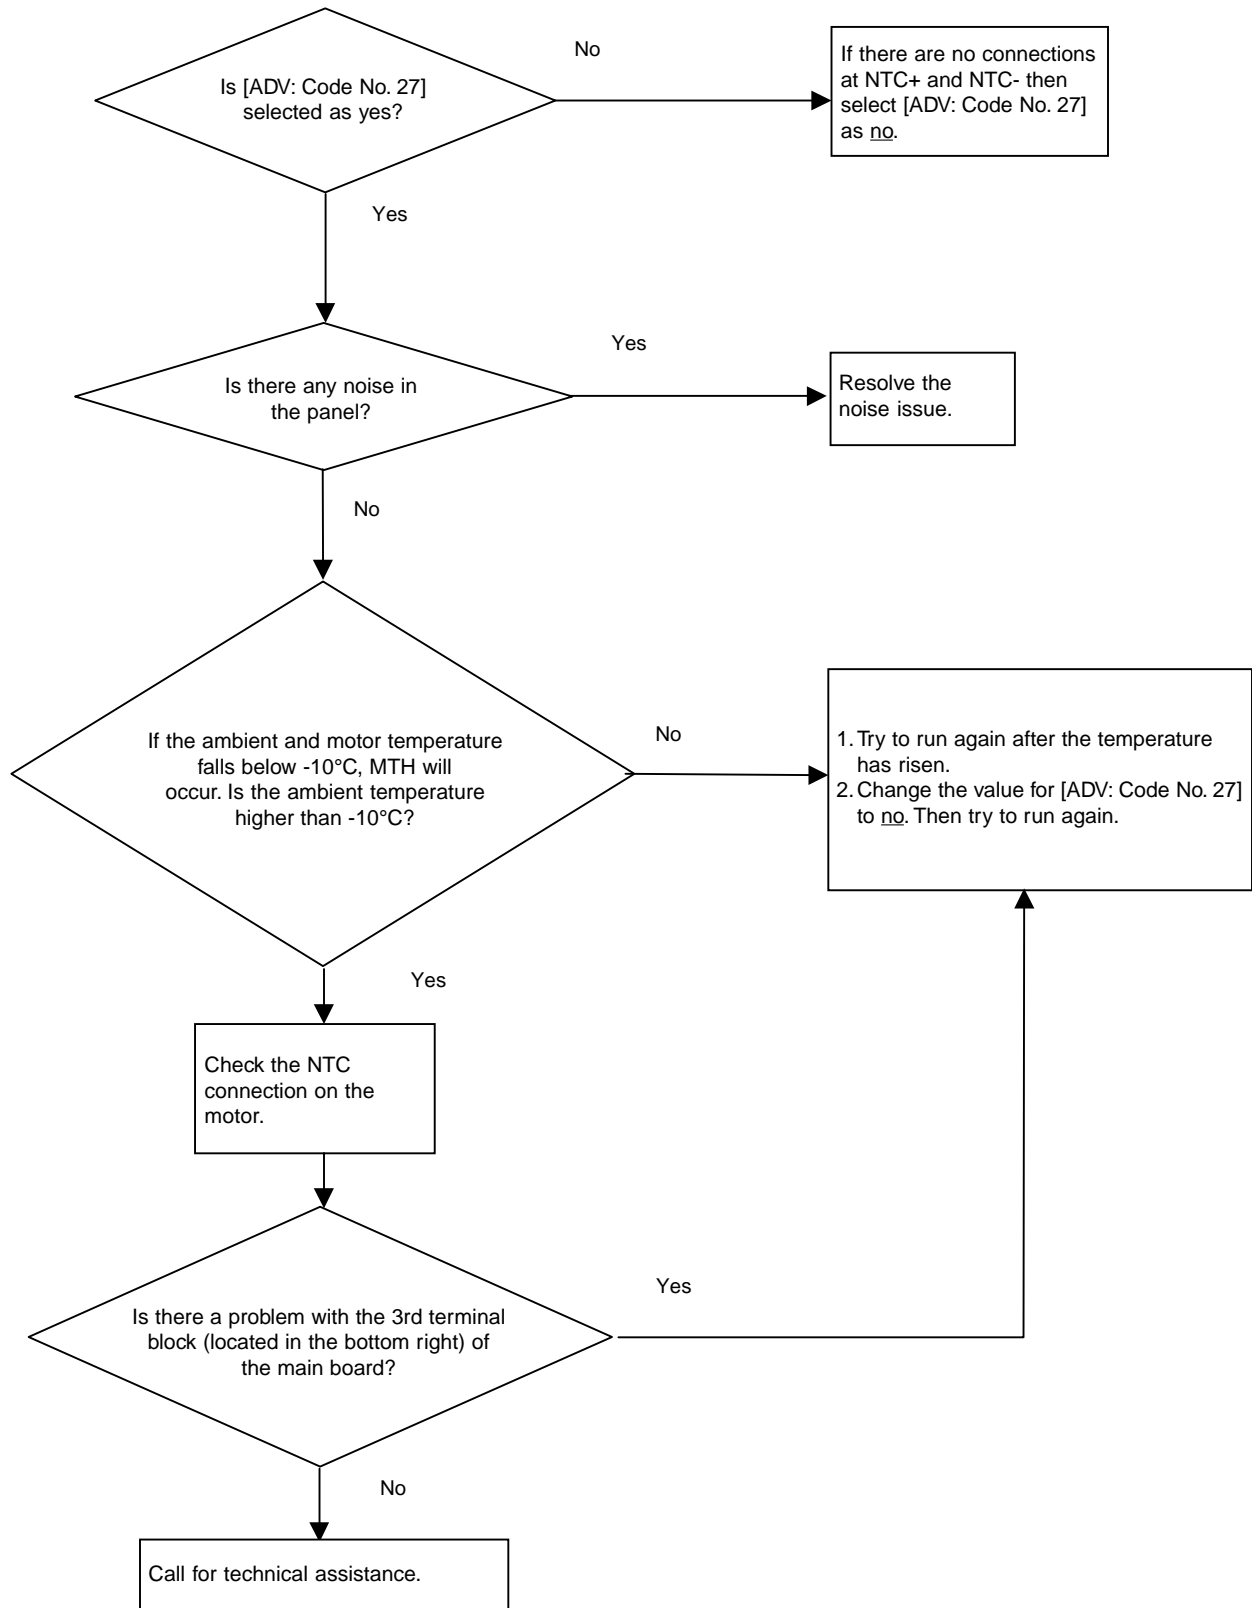 Is [ADV: Code No. 27]
selected as yes?
No
If there are no connections
at NTC+ and NTC- then
select [ADV: Code No. 27]
as no.
Yes
Is there any noise in
the panel?
Yes
Resolve the
noise issue.
No
If the ambient and motor temperature
falls below -10°C, MTH will
occur. Is the ambient temperature
higher than -10°C?
No
1. Try to run again after the temperature
has risen.
2. Change the value for [ADV: Code No. 27]
to no. Then try to run again.
Yes
Check the NTC
connection on the
motor.
Is there a problem with the 3rd terminal
block (located in the bottom right) of
the main board?
Yes
No
Call for technical assistance.